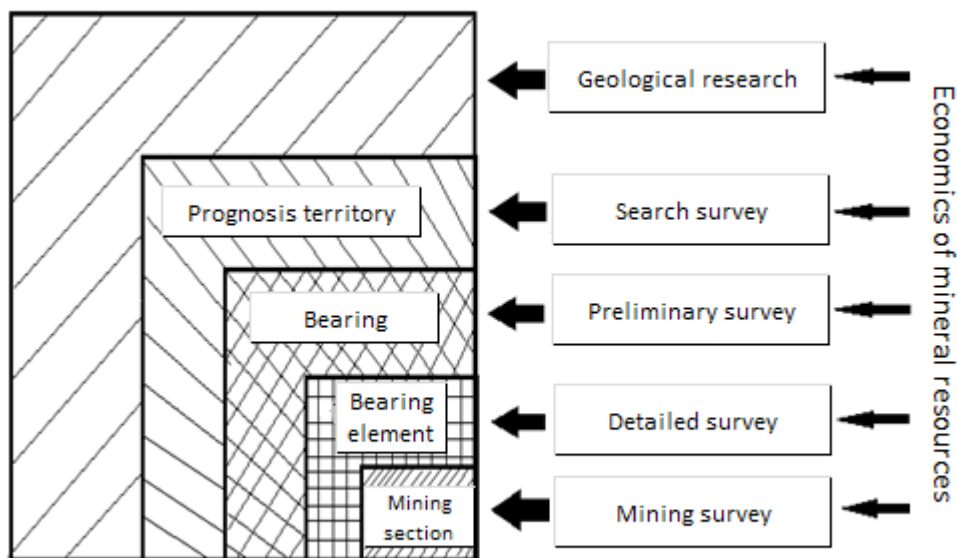 Geological research
Prognosis territory
Search survey
Bearing
Preliminary survey
Bearing
element
Detailed survey
Mining
section
Mining survey
Economics of mineral resources